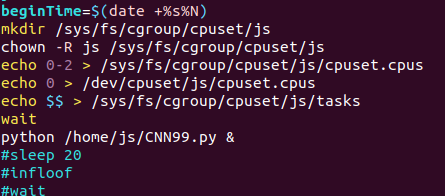 beginTime=$(date +%s%N)
mkdir /sys/fs/cgroup/cpuset/js
chown -R js /sys/fs/cgroup/cpuset/js
echo 0-2 > /sys/fs/cgroup/cpuset/js/cpuset.cpus
echo 0 > /dev/cpuset/js/cpuset.cpus
echo $$ > /sys/fs/cgroup/cpuset/js/tasks
wait
python /home/js/CNN99.py &
#sleep 20
#infloof
#wait